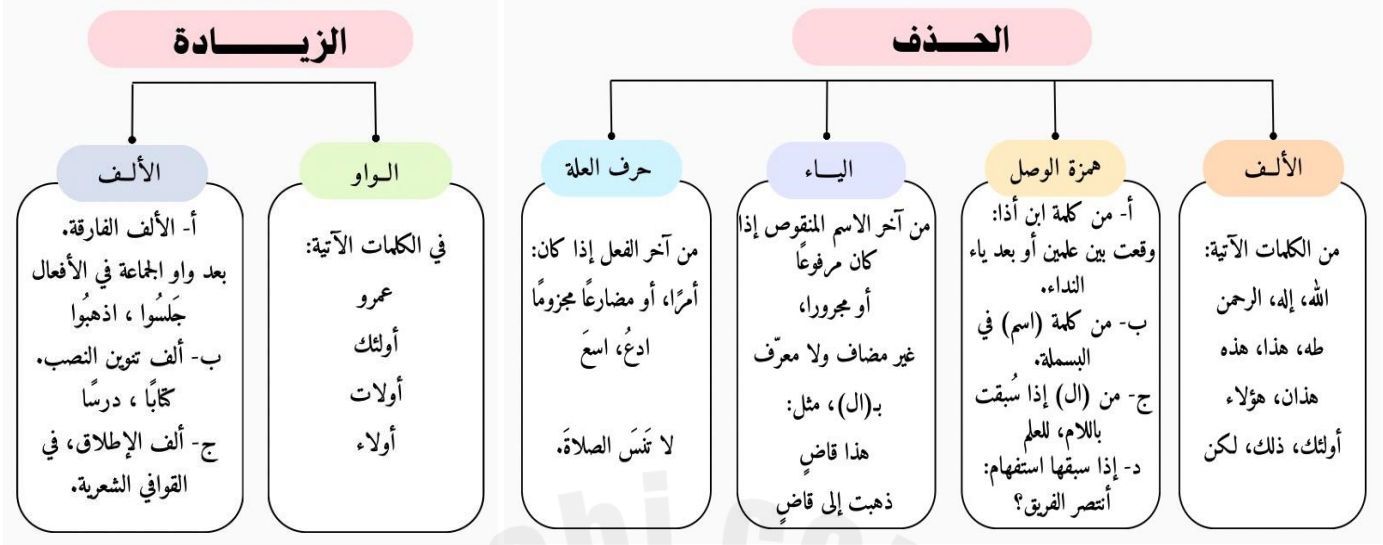 الحـــذف
الألـف
من الكلمات الآتية:
الله، إله، الرحمن
طه، هذا، هذه
هذان، هؤلاء
أولئك، ذلك، لكن
همزة الوصل
أ- من كلمة ابن أذا:
وقعت بين علمين أو بعد ياء
النداء.
ب- من كلمة (اسم) في
البسملة.
ج- من (ال) إذا سُبقت
باللام، للعلم
د- إذا سبقها استفهام:
أنتصر الفريق؟
اليــاء
من آخر الاسم المنقوص إذا
كان مرفوعًا
أو مجرورا،
غير مضاف ولا معرّف
بـ(ال)، مثل:
هذا قاضٍ
ذهبت إلى قاضٍ
حرف العلة
من آخر الفعل إذا كان:
أمرًا، أو مضارعًا مجزومًا
ادعُ، اسعَ
لا تَنسَ الصلاةَ.
الزيــــــادة
الـواو
في الكلمات الآتية:
عمرو
أولئك
أولات
أولاء
الألـف
أ- الألف الفارقة.
بعد واو الجماعة في الأفعال
جَلسُوا ، اذهبُوا
ب- ألف تنوين النصب.
كتابًا ، درسًا
ج- ألف الإطلاق، في
القوافي الشعرية.